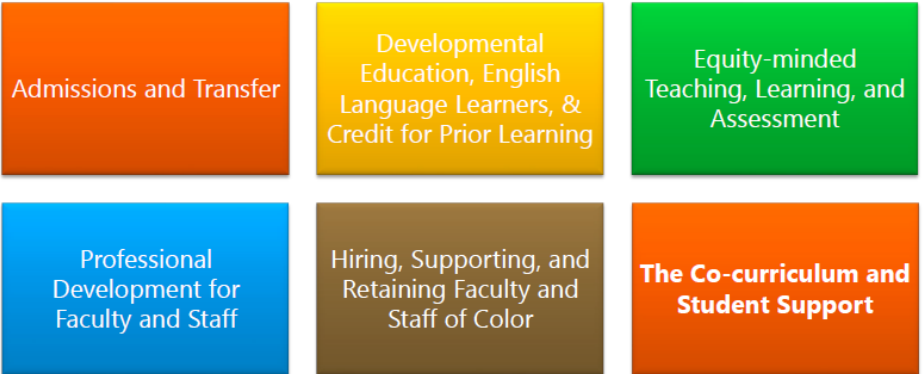 Admissions and Transfer
Developmental
Education, English
Language Learners, &
Credit for Prior Learning
Equity-minded
Teaching, Learning, and
Assessment
Professional
Development for
Faculty and Staff
Hiring, Supporting, and
Retaining Faculty and
Staff of Color
The Co-curriculum and
Student Support